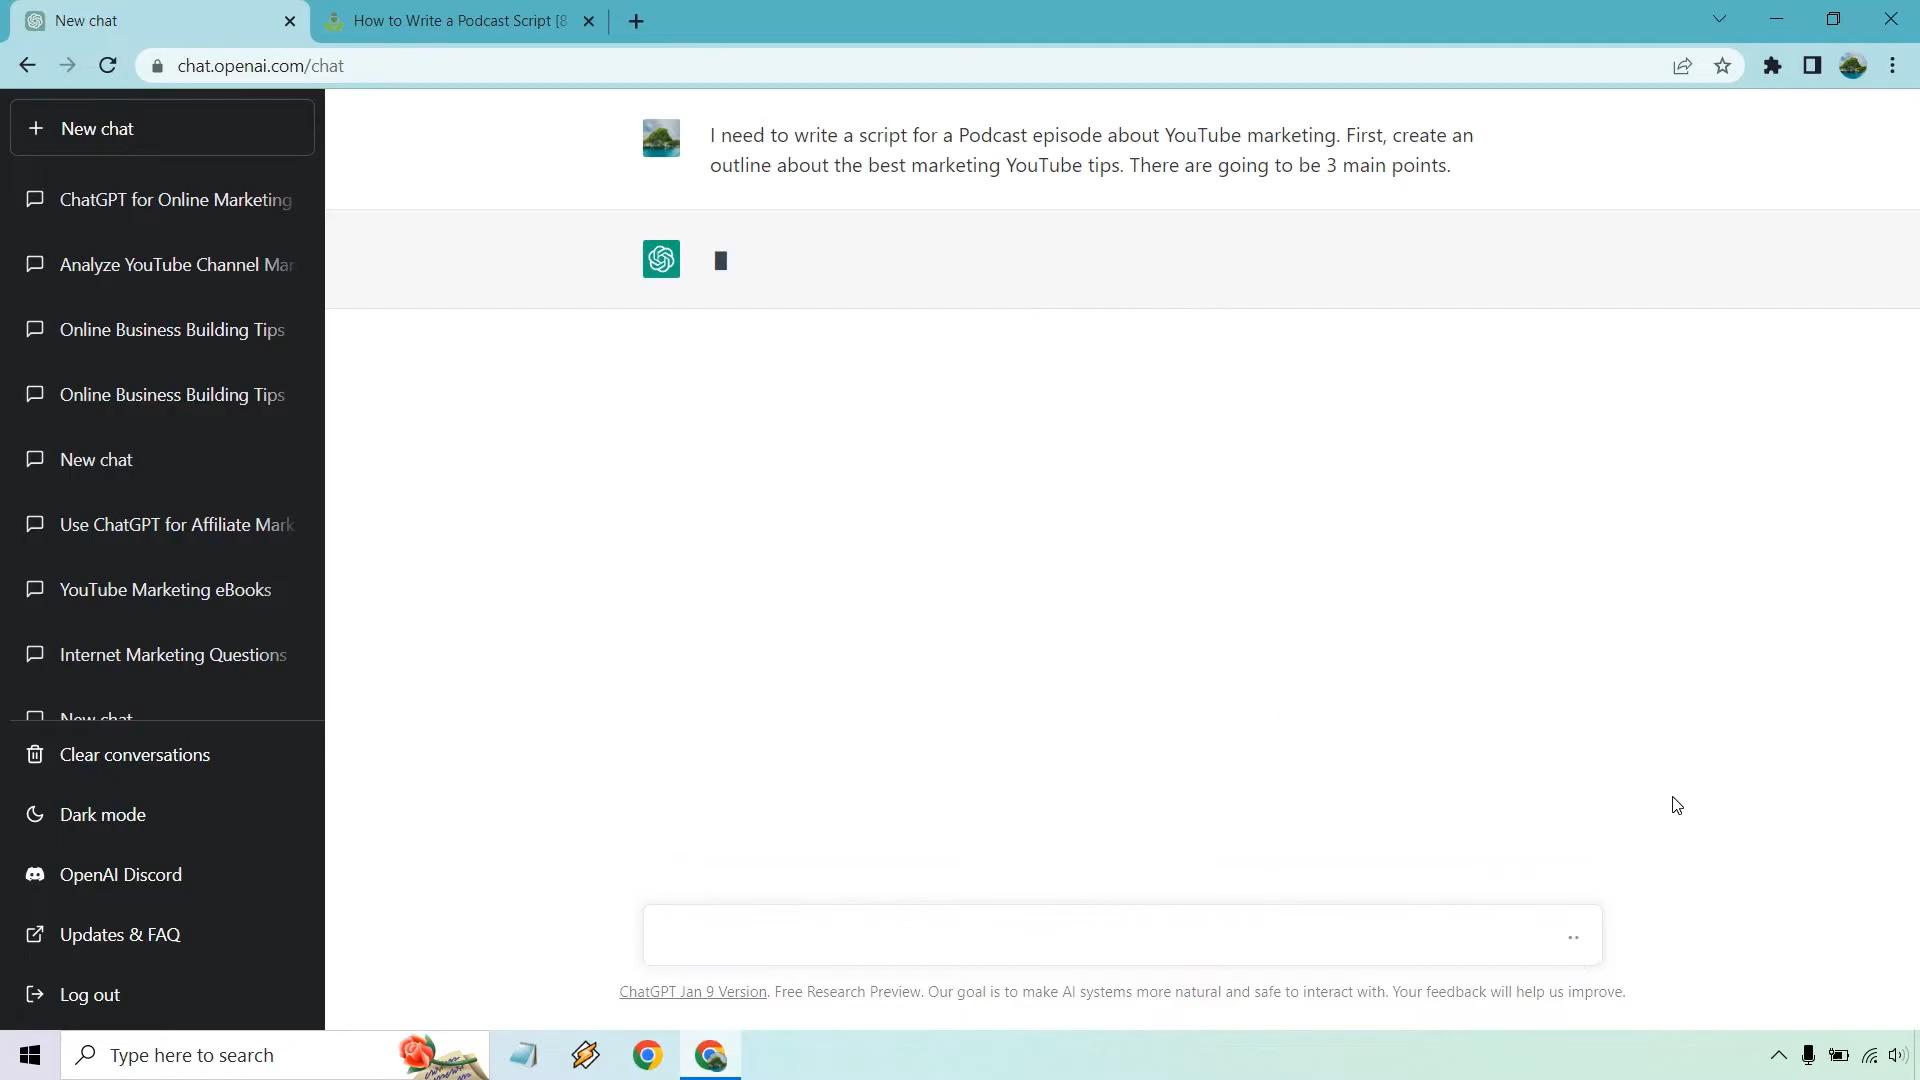 New chat
How to Write a Podcast Script [8
chat.openai.com/chat
New chat
ChatGPT for Online Marketing
Analyze YouTube Channel Mar
Online Business Building Tips
Online Business Building Tips
New chat
Use ChatGPT for Affiliate Mark
YouTube Marketing eBooks
Internet Marketing Questions
New chat
Clear conversations
Dark mode
OpenAI Discord
Updates & FAQ
Log out
I need to write a script for a Podcast episode about YouTube marketing. First, create an
outline about the best marketing YouTube tips. There are going to be 3 main points.
ChatGPT Jan 9 Version. Free Research Preview. Our goal is to make AI systems more natural and safe to interact with. Your feedback will help us improve.
Type here to search